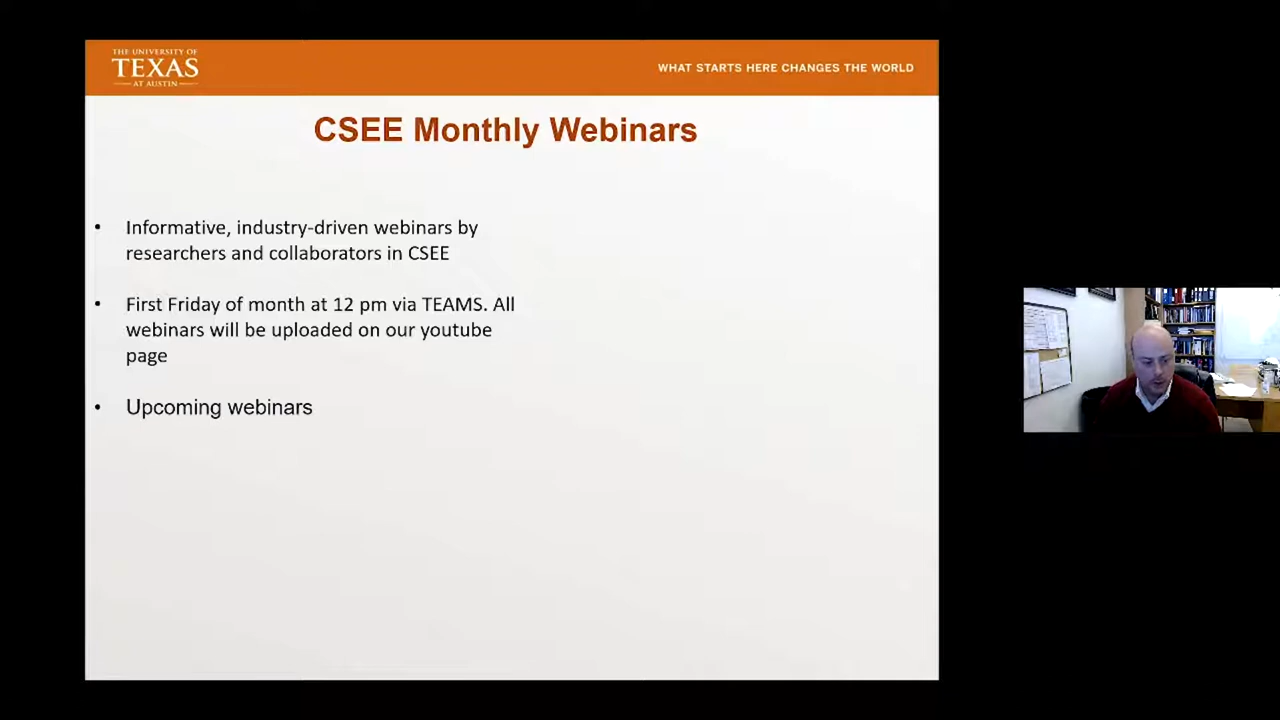 THE UNIVERSITY OF
TEXAS
AT AUSTIN
WHAT STARTS HERE CHANGES THE WORLD
CSEE Monthly Webinars
• Informative, industry-driven webinars by
researchers and collaborators in CSEE
• First Friday of month at 12 pm via TEAMS. All
webinars will be uploaded on our youtube
page
• Upcoming webinars